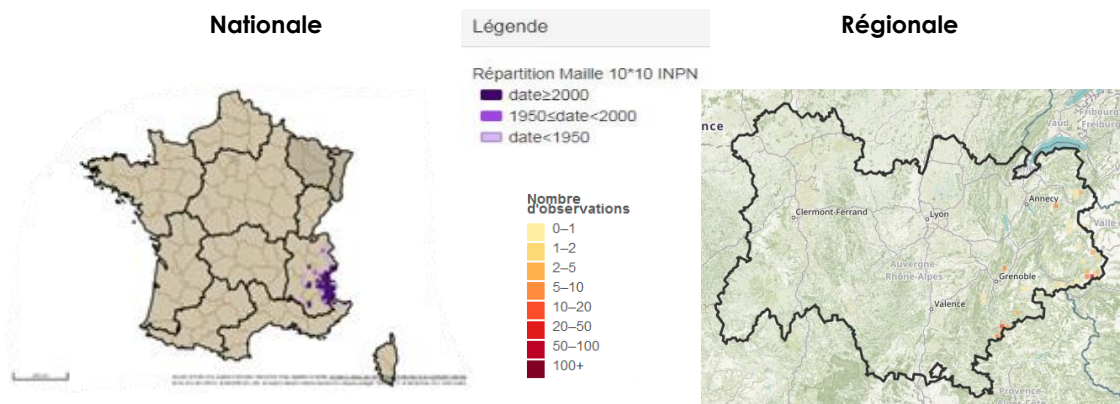 Nationale
Légende
Répartition Maille 10*10 INPN
date≥2000
1950≤date<2000
date<1950
Nombre
d'observations
0–1
1–2
2–5
5–10
10–20
20–50
50–100
100+
Régionale
nce
Fribourg
Freiburg
Vaud
Annecy
Valle
Clermont-Ferrand
Lyon
Auvergne-
Rhône-Alpes
Grenoble
Valence
Provence-